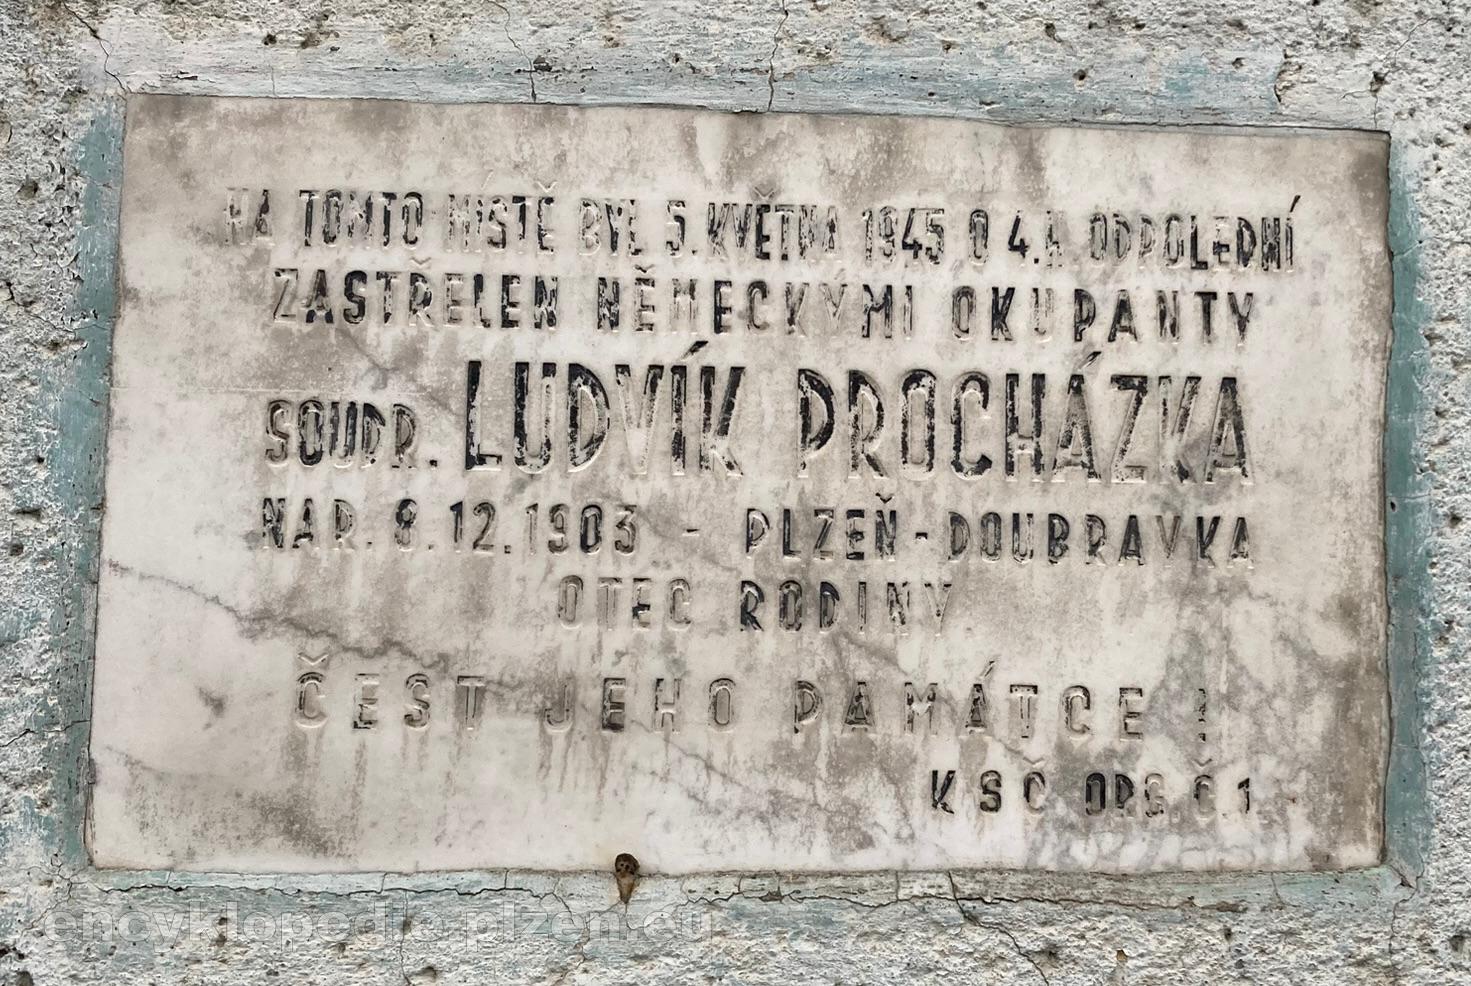 NA TOMTO MÍSTĚ BYL 5. KVĚTNA 1945 O 4.H ODPOLEDNÍ
ZASTŘELEN NĚMECKÝMI OKUPANTY
SOUDR. LUDVÍK PROCHÁZKA
NAR. 8.12.1903 - PLZEŇ-DOUBRAVKA
OTEC RODINY
ČEST JEHO PAMÁTCE !
KSČ ORG.Č.1
encyklopedie.plzen.eu